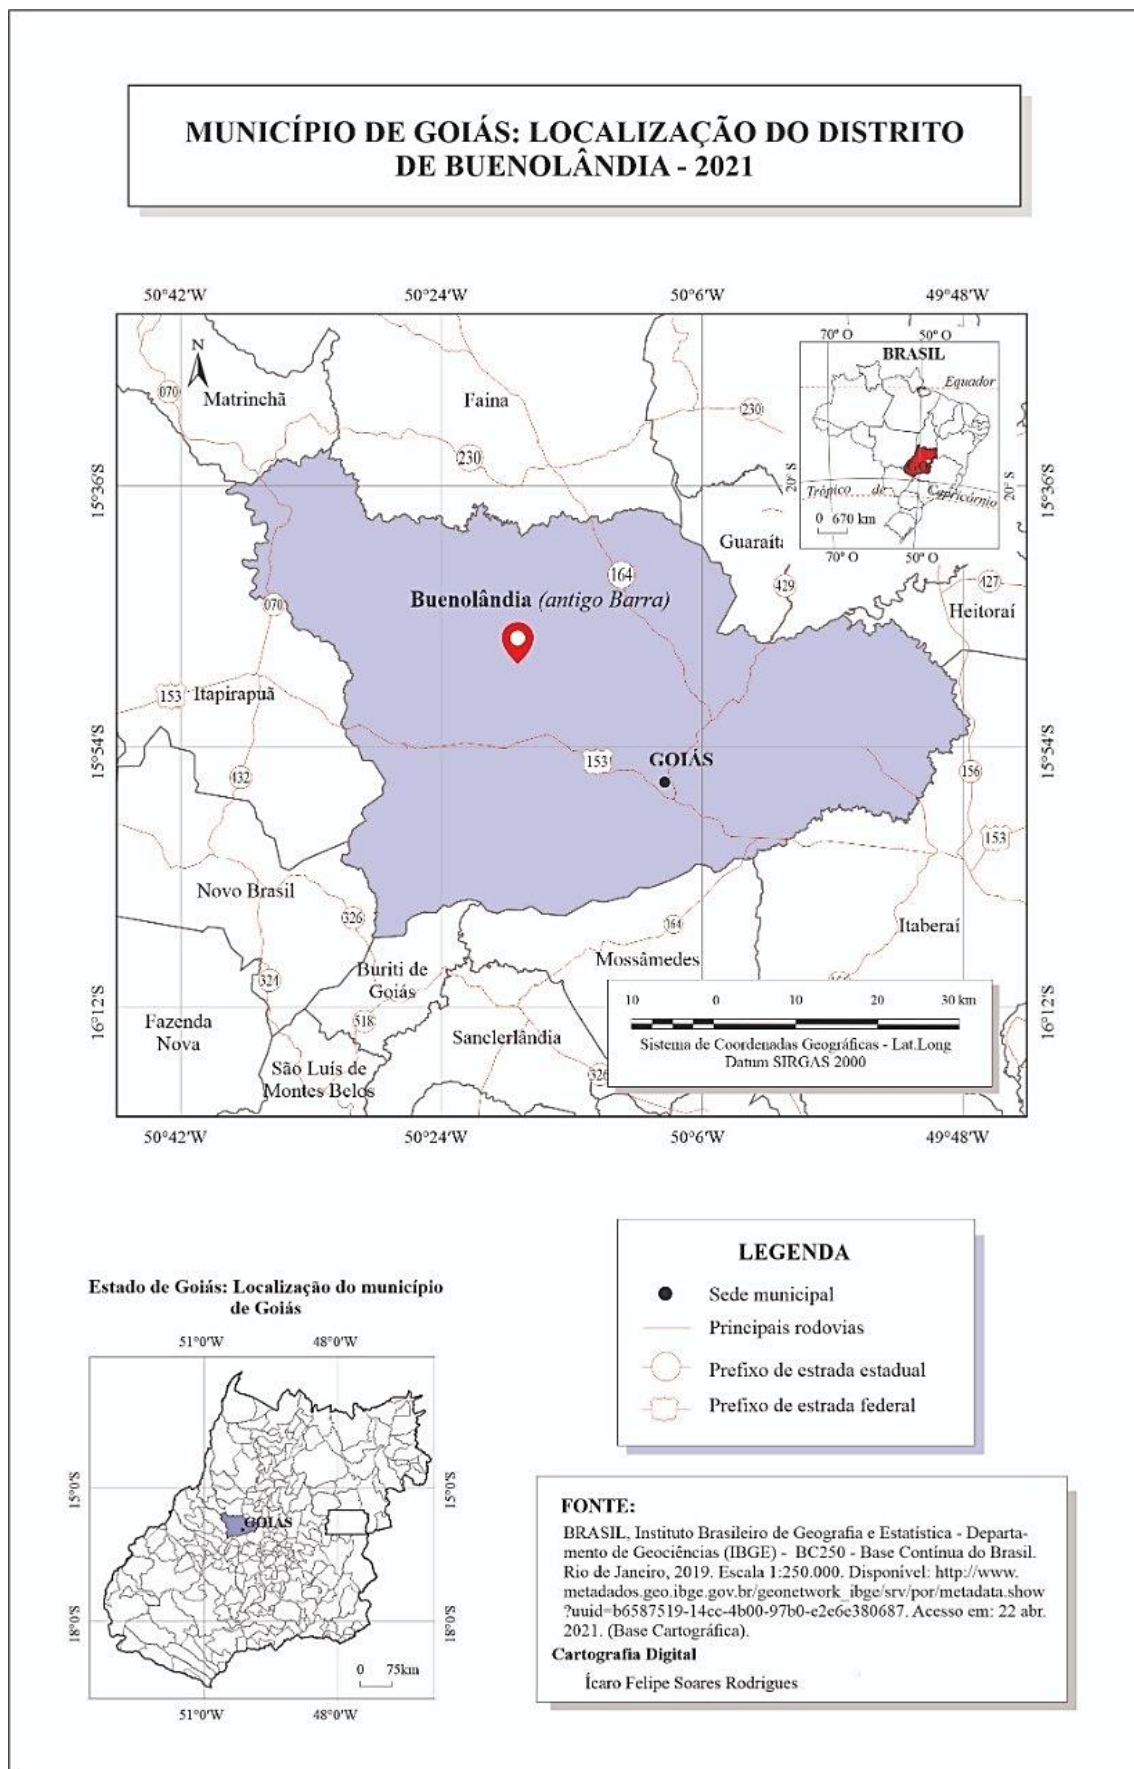 MUNICÍPIO DE GOIÁS: LOCALIZAÇÃO DO DISTRITO
DE BUENOLÂNDIA - 2021
50°42'W 50°24'W 50°6'W 49°48'W
N
070
Matrinchã
Faina
230
230
70° O 50° O
BRASIL
Equador
GO
20° S
20° S
Trópico de Capricórnio
0 670 km
70° O 50° O
15°36'S
15°36'S
Guaraíta
164
429
427
Heitoraí
Buenolândia (antigo Barra)
070
153
Itapirapuã
15°54'S
15°54'S
153
GOIÁS
432
156
153
Novo Brasil
326
Itaberaí
164
Mossâmedes
Buriti de
Goiás
324
16°12'S
16°12'S
Fazenda
Nova
518
Sanclerlândia
São Luís de
Montes Belos
326
10 0 10 20 30 km
Sistema de Coordenadas Geográficas - Lat.Long
Datum SIRGAS 2000
50°42'W 50°24'W 50°6'W 49°48'W
LEGENDA
Sede municipal
Principais rodovias
Prefixo de estrada estadual
Prefixo de estrada federal
Estado de Goiás: Localização do município
de Goiás
51°0'W 48°0'W
15°0'S
15°0'S
GOIÁS
18°0'S
18°0'S
0 75km
51°0'W 48°0'W
FONTE:
BRASIL, Instituto Brasileiro de Geografia e Estatística - Departa-
mento de Geociências (IBGE) - BC250 - Base Contínua do Brasil.
Rio de Janeiro, 2019. Escala 1:250.000. Disponível: http://www.
metadados.geo.ibge.gov.br/geonetwork_ibge/srv/por/metadata.show
?uuid=b6587519-14cc-4b00-97b0-e2e6e380687. Acesso em: 22 abr.
2021. (Base Cartográfica).
Cartografia Digital
Ícaro Felipe Soares Rodrigues